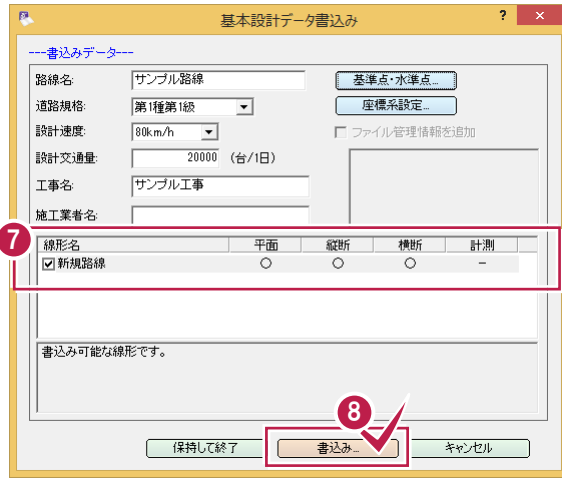 基本設計データ書込み
? ×
---書込みデータ---
路線名: サンプル路線 基準点・水準点...
道路規格: 第1種第1級 座標系設定...
設計速度: 80km/h ファイル管理情報を追加
設計交通量: 20000 (台/1日)
工事名: サンプル工事
施工業者名:
7
線形名 平面 縦断 横断 計測
新規路線 ○ ○ ○ −
書込み可能な線形です。
8
保持して終了 書込み... キャンセル